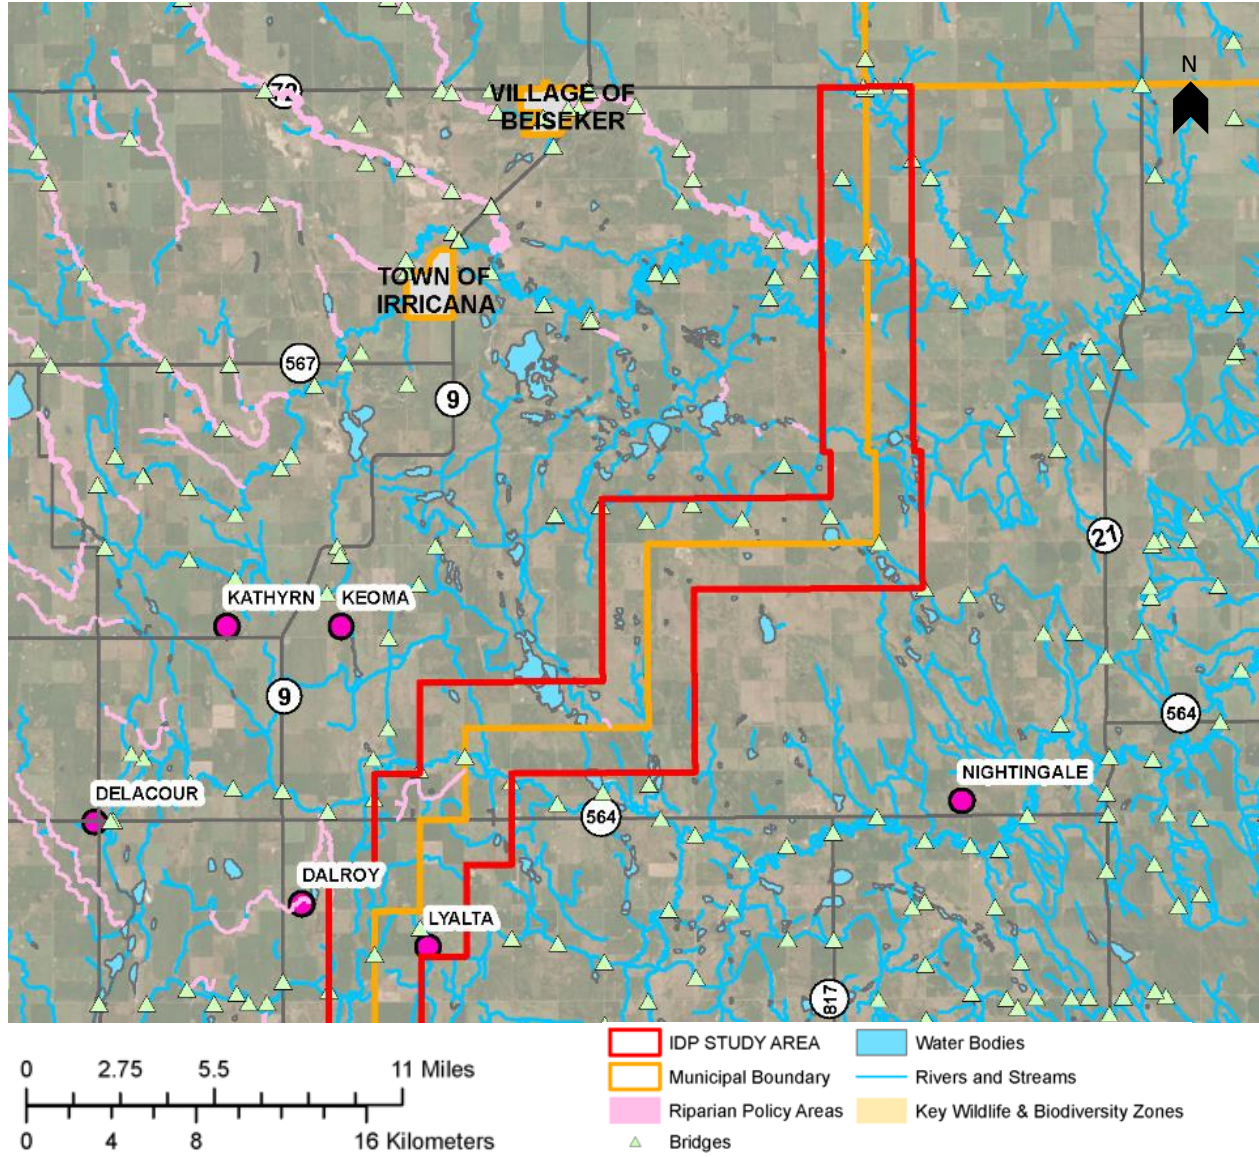 N
72
VILLAGE OF
BEISEKER
TOWN OF
IRRICANA
567
9
21
KATHYRN
KEOMA
9
564
NIGHTINGALE
DELACOUR
564
DALROY
LYALTA
817
0 2.75 5.5 11 Miles
0 4 8 16 Kilometers
IDP STUDY AREA
Municipal Boundary
Riparian Policy Areas
Bridges
Water Bodies
Rivers and Streams
Key Wildlife & Biodiversity Zones